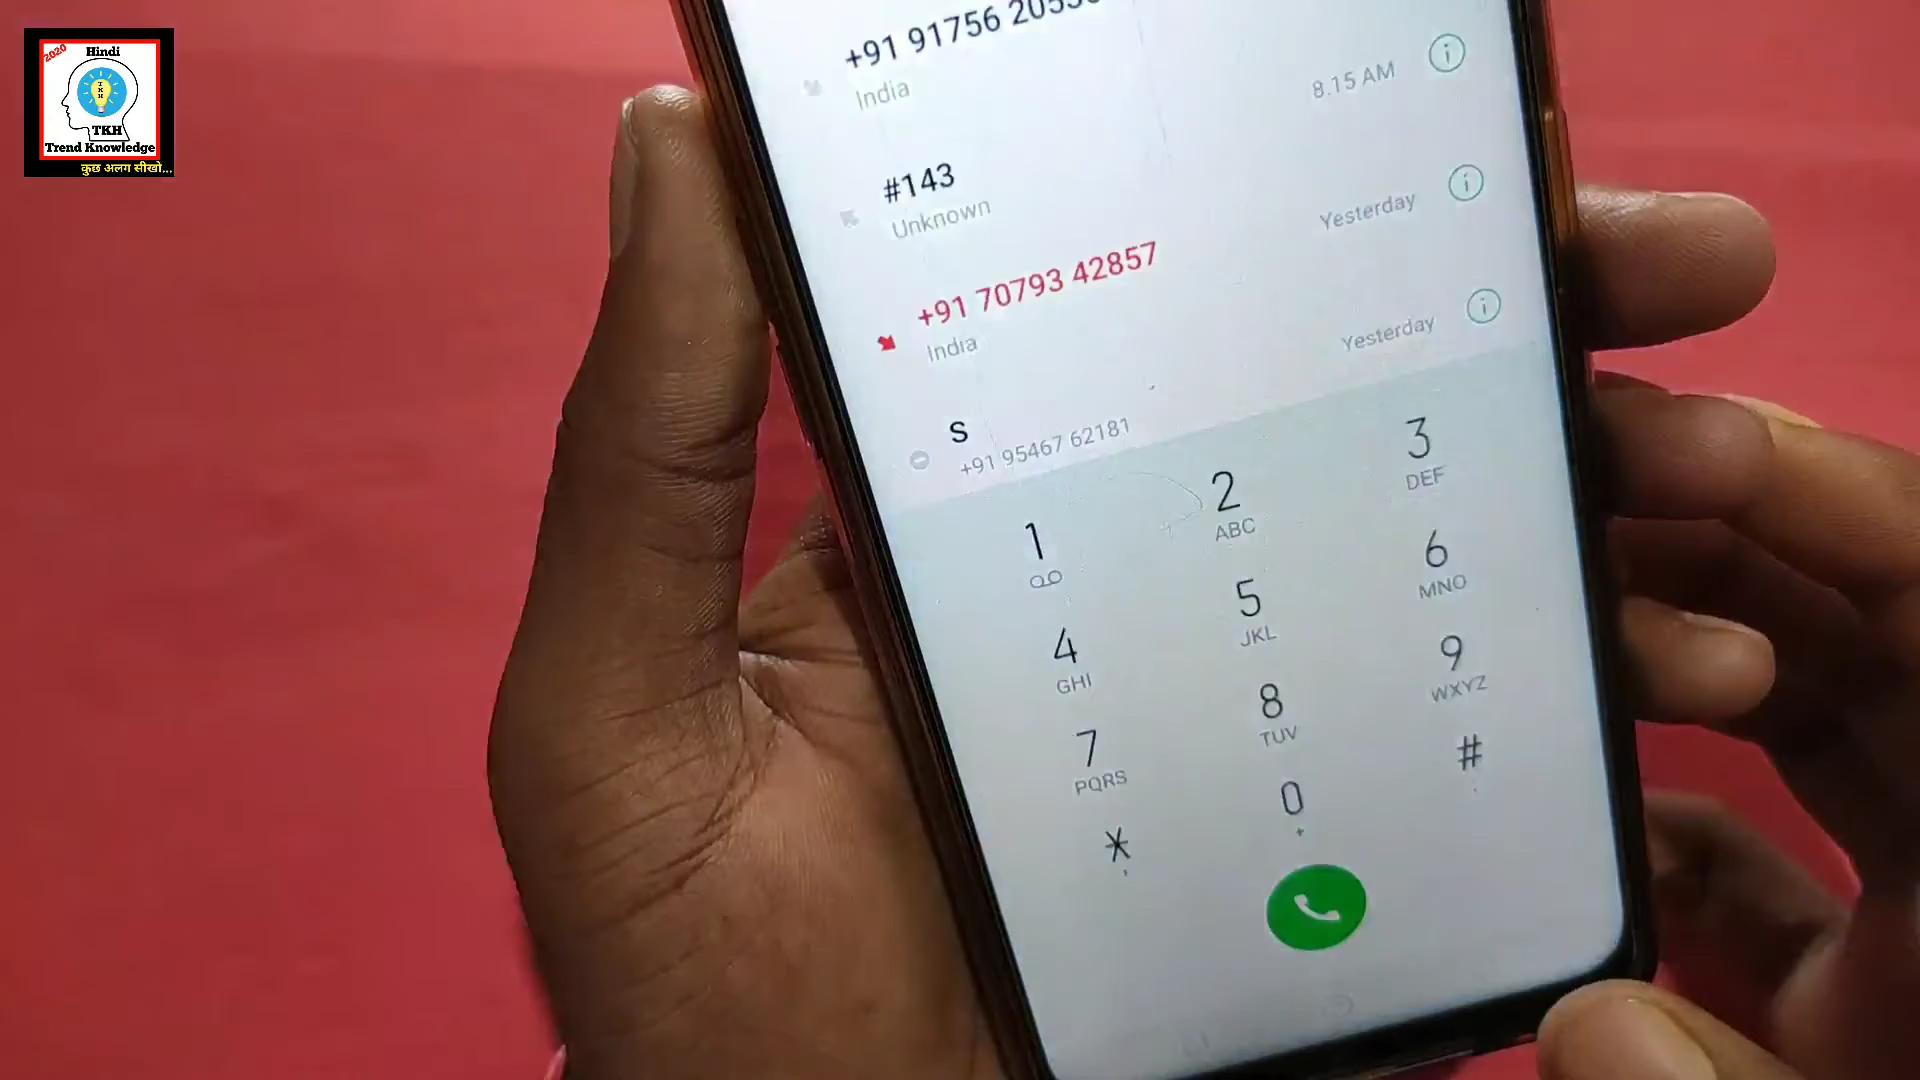 2020
Hindi
TKH
TKH
Trend Knowledge
कुछ अलग सीखो...
+91 91756
India
8.15 AM
#143
Unknown
Yesterday
+91 70793 42857
India
Yesterday
S
+91 95467 62181
1
2
ABC
3
DEF
4
GHI
5
JKL
6
MNO
7
PQRS
8
TUV
9
WXYZ
*
,
0
+
#